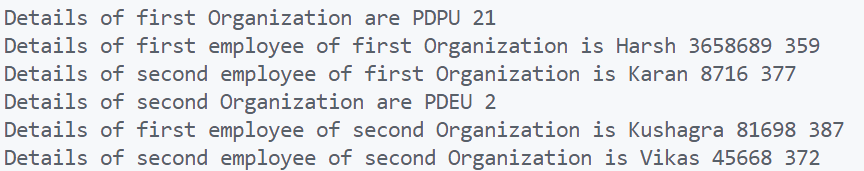 Details of first Organization are PDPU 21
Details of first employee of first Organization is Harsh 3658689 359
Details of second employee of first Organization is Karan 8716 377
Details of second Organization are PDEU 2
Details of first employee of second Organization is Kushagra 81698 387
Details of second employee of second Organization is Vikas 45668 372